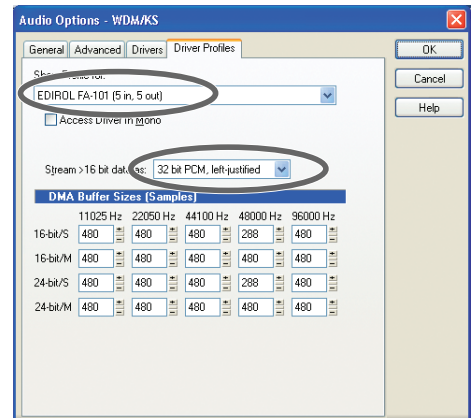 Audio Options - WDM/KS
General Advanced Drivers Driver Profiles
OK
Cancel
Help
Show Profile for:
EDIROL FA-101 (5 in, 5 out)
Access Driver in Mono
Stream >16 bit data as: 32 bit PCM, left-justified
DMA Buffer Sizes (Samples)
11025 Hz 22050 Hz 44100 Hz 48000 Hz 96000 Hz
16-bit/S 480 480 480 288 480
16-bit/M 480 480 480 480 480
24-bit/S 480 480 480 288 480
24-bit/M 480 480 480 480 480